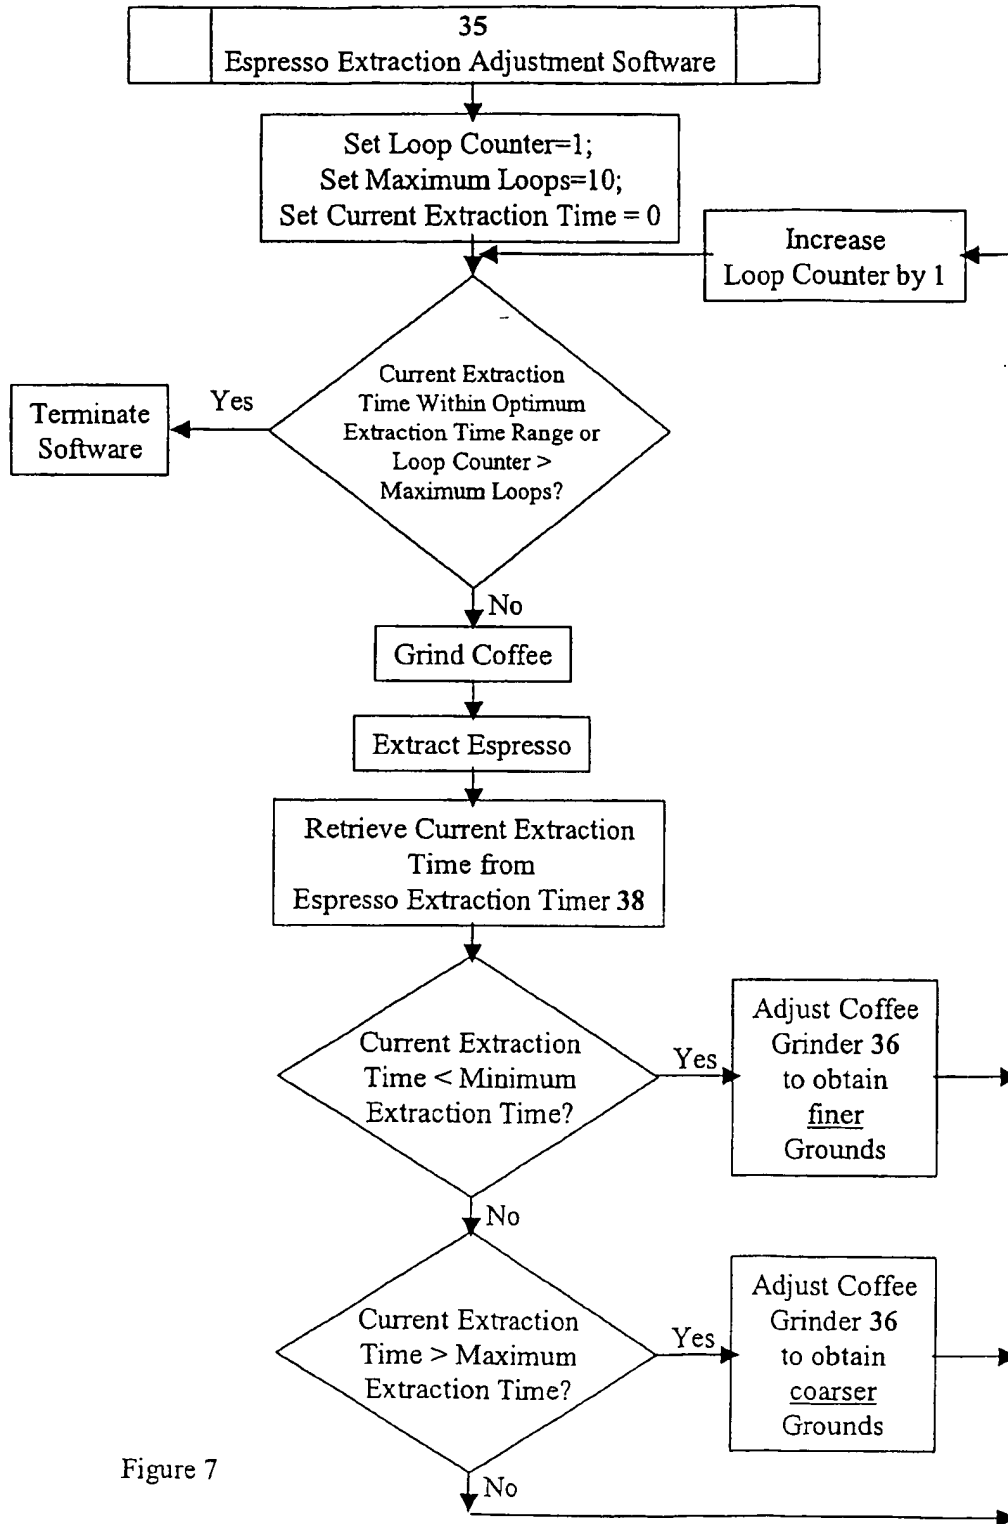 35
Espresso Extraction Adjustment Software
Set Loop Counter=1;
Set Maximum Loops=10;
Set Current Extraction Time = 0
Increase
Loop Counter by 1
Current Extraction
Time Within Optimum
Extraction Time Range or
Loop Counter >
Maximum Loops?
Yes
Terminate
Software
No
Grind Coffee
Extract Espresso
Retrieve Current Extraction
Time from
Espresso Extraction Timer 38
Current Extraction
Time < Minimum
Extraction Time?
Yes
Adjust Coffee
Grinder 36
to obtain
finer
Grounds
No
Current Extraction
Time > Maximum
Extraction Time?
Yes
Adjust Coffee
Grinder 36
to obtain
coarser
Grounds
No
Figure 7